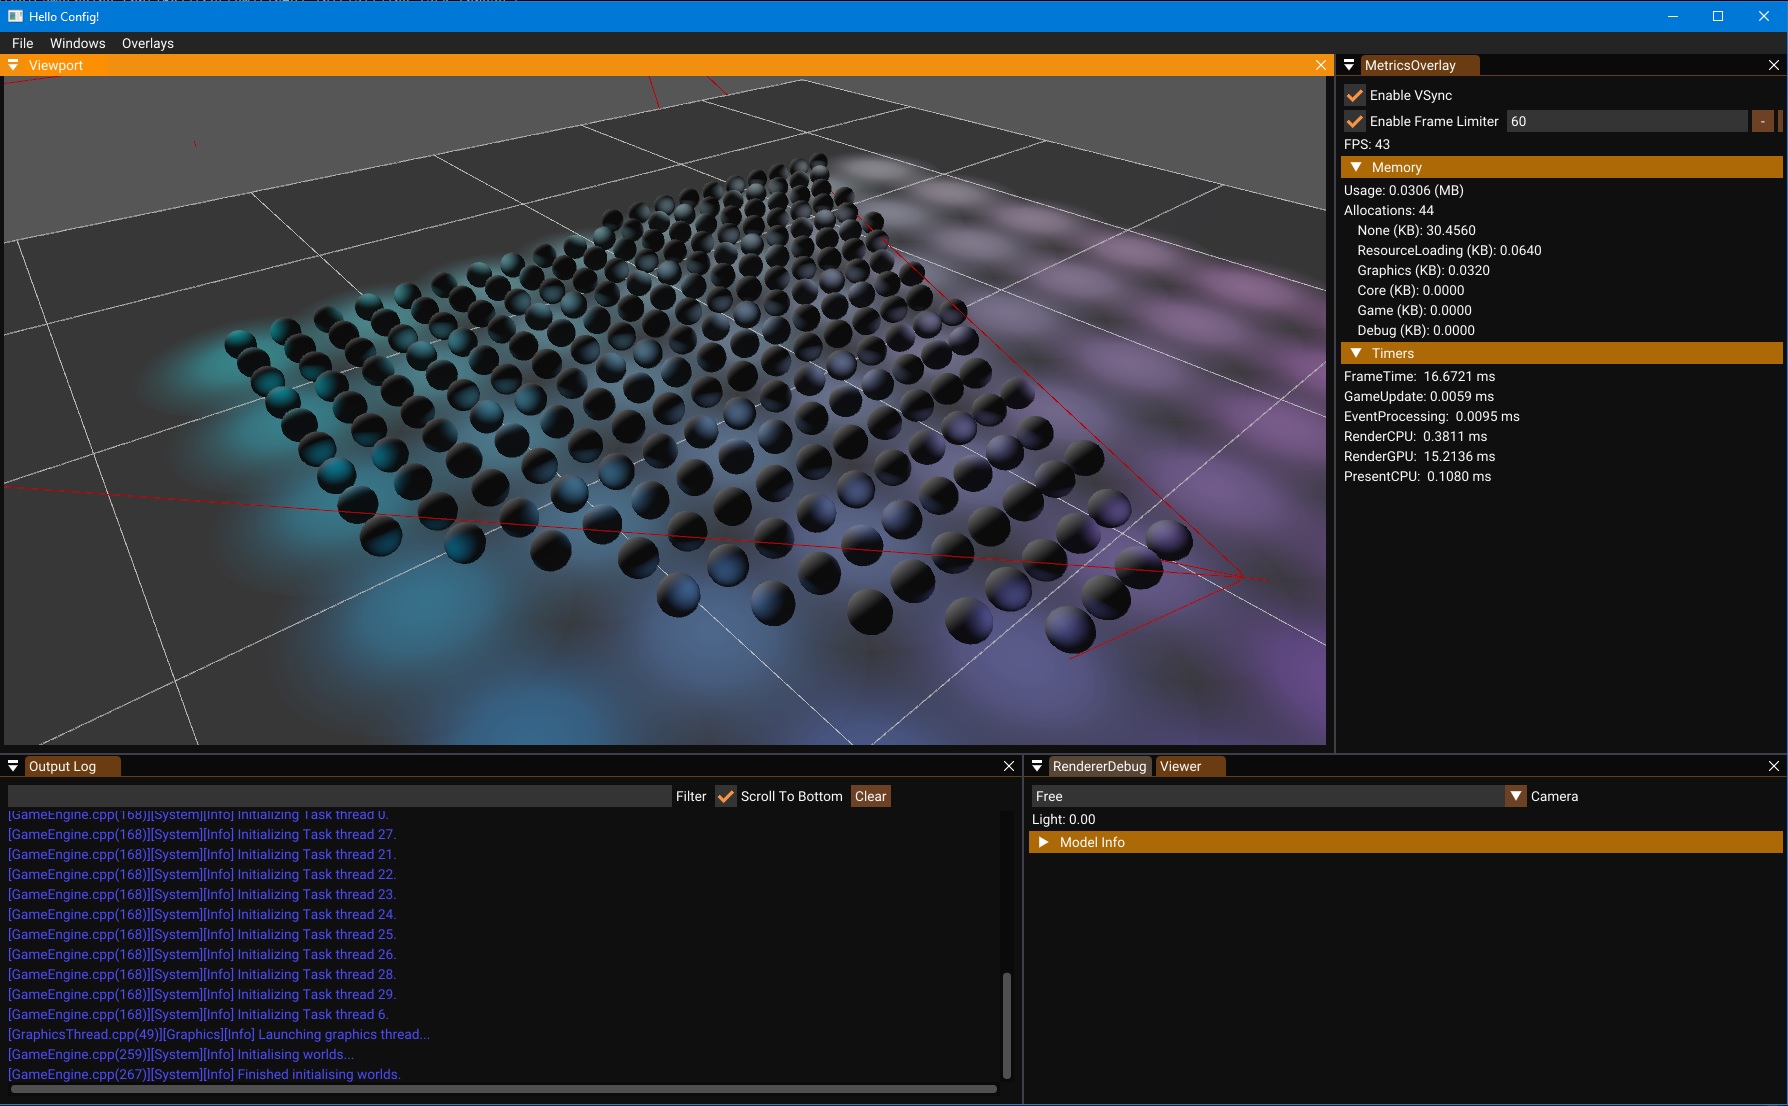 Hello Config!
File Windows Overlays
Viewport
MetricsOverlay
Enable VSync
Enable Frame Limiter 60 -
FPS: 43
Memory
Usage: 0.0306 (MB)
Allocations: 44
None (KB): 30.4560
ResourceLoading (KB): 0.0640
Graphics (KB): 0.0320
Core (KB): 0.0000
Game (KB): 0.0000
Debug (KB): 0.0000
Timers
FrameTime: 16.6721 ms
GameUpdate: 0.0059 ms
EventProcessing: 0.0095 ms
RenderCPU: 0.3811 ms
RenderGPU: 15.2136 ms
PresentCPU: 0.1080 ms
Output Log
Filter Scroll To Bottom Clear
[GameEngine.cpp(168)][System][Info] Initializing Task thread 0.
[GameEngine.cpp(168)][System][Info] Initializing Task thread 27.
[GameEngine.cpp(168)][System][Info] Initializing Task thread 21.
[GameEngine.cpp(168)][System][Info] Initializing Task thread 22.
[GameEngine.cpp(168)][System][Info] Initializing Task thread 23.
[GameEngine.cpp(168)][System][Info] Initializing Task thread 24.
[GameEngine.cpp(168)][System][Info] Initializing Task thread 25.
[GameEngine.cpp(168)][System][Info] Initializing Task thread 26.
[GameEngine.cpp(168)][System][Info] Initializing Task thread 28.
[GameEngine.cpp(168)][System][Info] Initializing Task thread 29.
[GameEngine.cpp(168)][System][Info] Initializing Task thread 6.
[GraphicsThread.cpp(49)][Graphics][Info] Launching graphics thread...
[GameEngine.cpp(259)][System][Info] Initialising worlds...
[GameEngine.cpp(267)][System][Info] Finished initialising worlds.
RendererDebug Viewer
Free Camera
Light: 0.00
Model Info